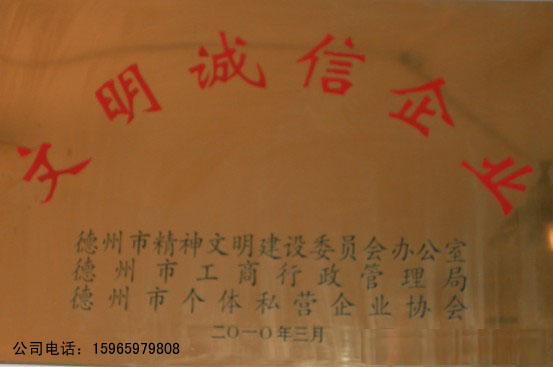 文明诚信企业
德州市精神文明建设委员会办公室
德州市工商行政管理局
德州市个体私营企业协会
二〇一〇年三月
公司电话：15965979808